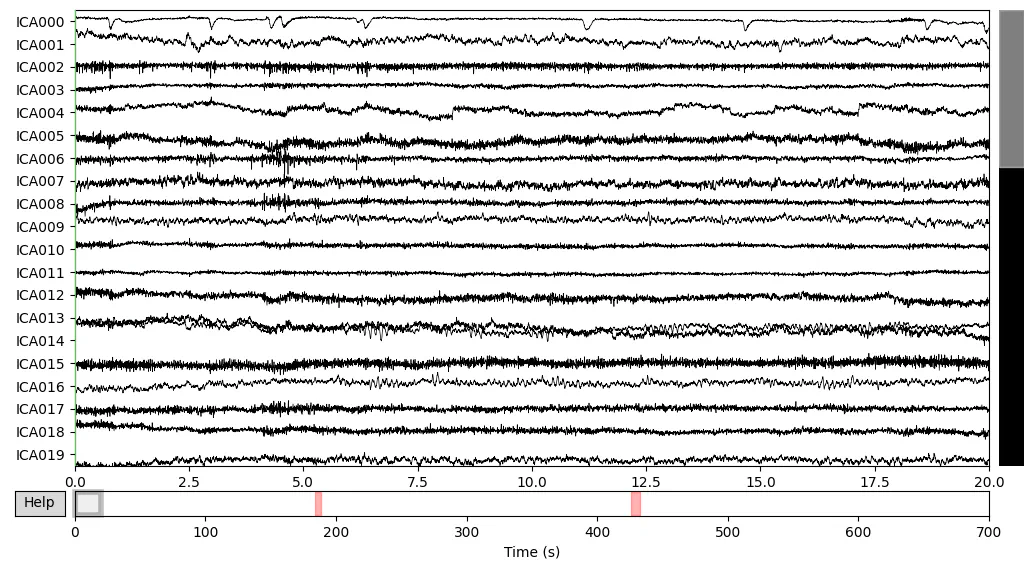 ICA000
ICA001
ICA002
ICA003
ICA004
ICA005
ICA006
ICA007
ICA008
ICA009
ICA010
ICA011
ICA012
ICA013
ICA014
ICA015
ICA016
ICA017
ICA018
ICA019
0.0 2.5 5.0 7.5 10.0 12.5 15.0 17.5 20.0
Help
0 100 200 300 400 500 600 700
Time (s)